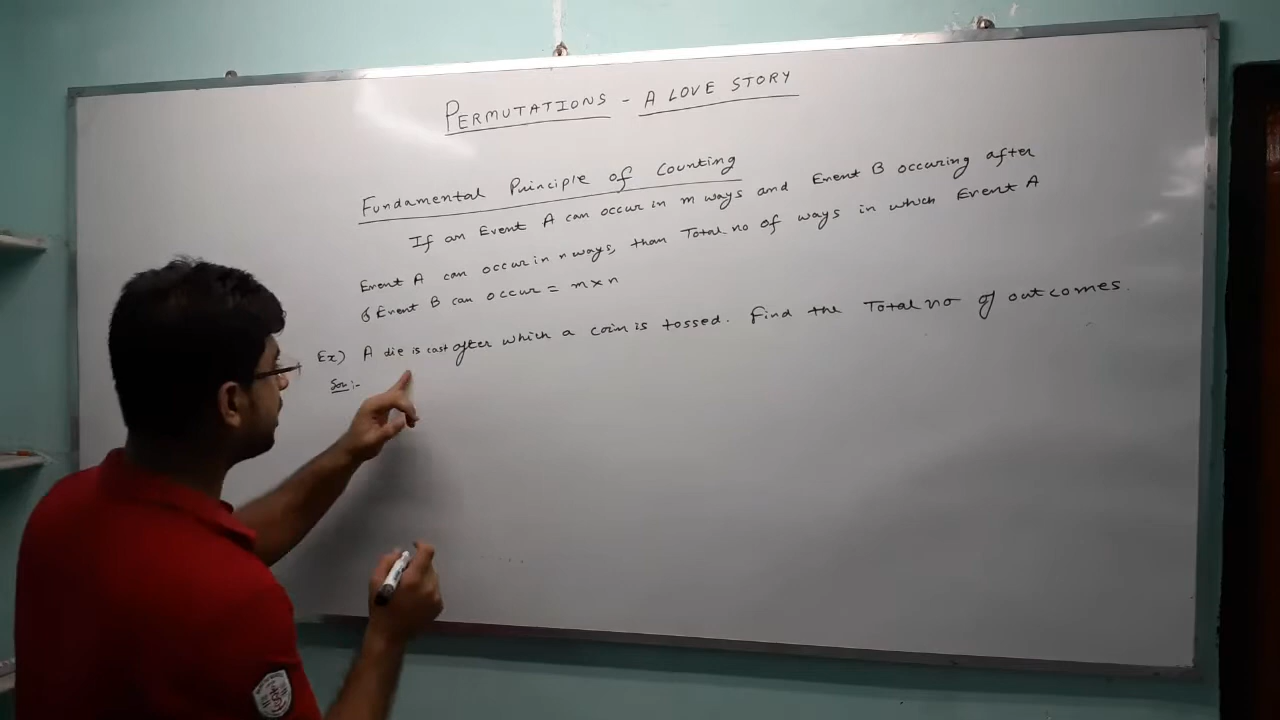 PERMUTATIONS - A LOVE STORY
Fundamental Principle of Counting
If an Event A can occur in m ways and Event B occuring after
Event A can occur in n ways, than Total no of ways in which Event A
& Event B can occur = m × n
Ex) A die is cast after which a coin is tossed. Find the Total no of outcomes.
Son :-